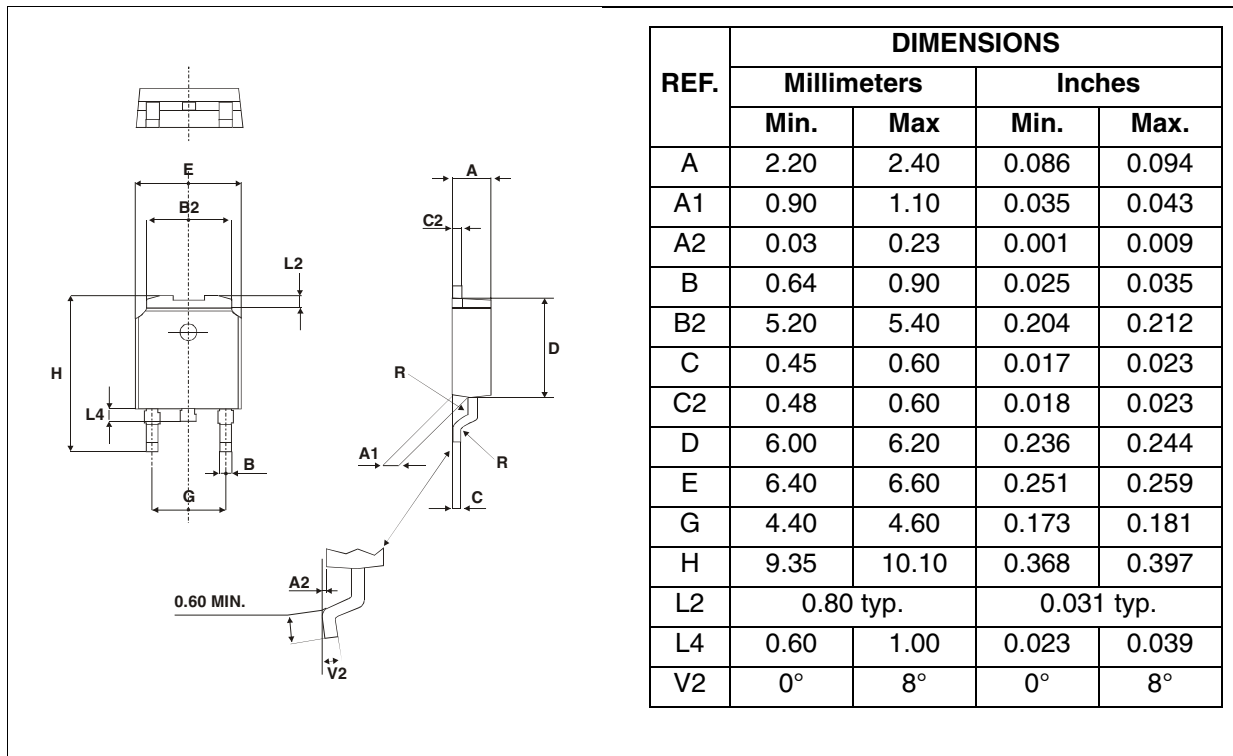 E
B2
L2
H
L4
B
G
A
C2
D
R
A1
R
C
A2
0.60 MIN.
V2
REF. DIMENSIONS
Millimeters Inches
Min. Max Min. Max.
A 2.20 2.40 0.086 0.094
A1 0.90 1.10 0.035 0.043
A2 0.03 0.23 0.001 0.009
B 0.64 0.90 0.025 0.035
B2 5.20 5.40 0.204 0.212
C 0.45 0.60 0.017 0.023
C2 0.48 0.60 0.018 0.023
D 6.00 6.20 0.236 0.244
E 6.40 6.60 0.251 0.259
G 4.40 4.60 0.173 0.181
H 9.35 10.10 0.368 0.397
L2 0.80 typ. 0.031 typ.
L4 0.60 1.00 0.023 0.039
V2 0° 8° 0° 8°